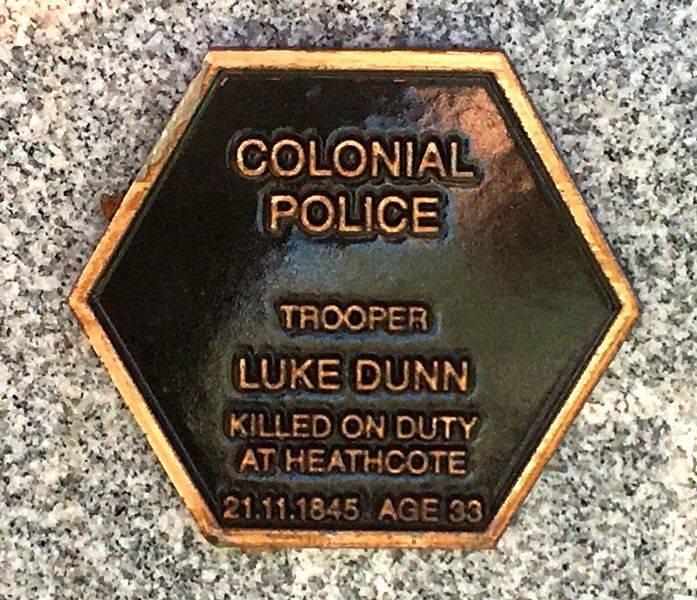 COLONIAL
POLICE
TROOPER
LUKE DUNN
KILLED ON DUTY
AT HEATHCOTE
21.11.1845. AGE 33